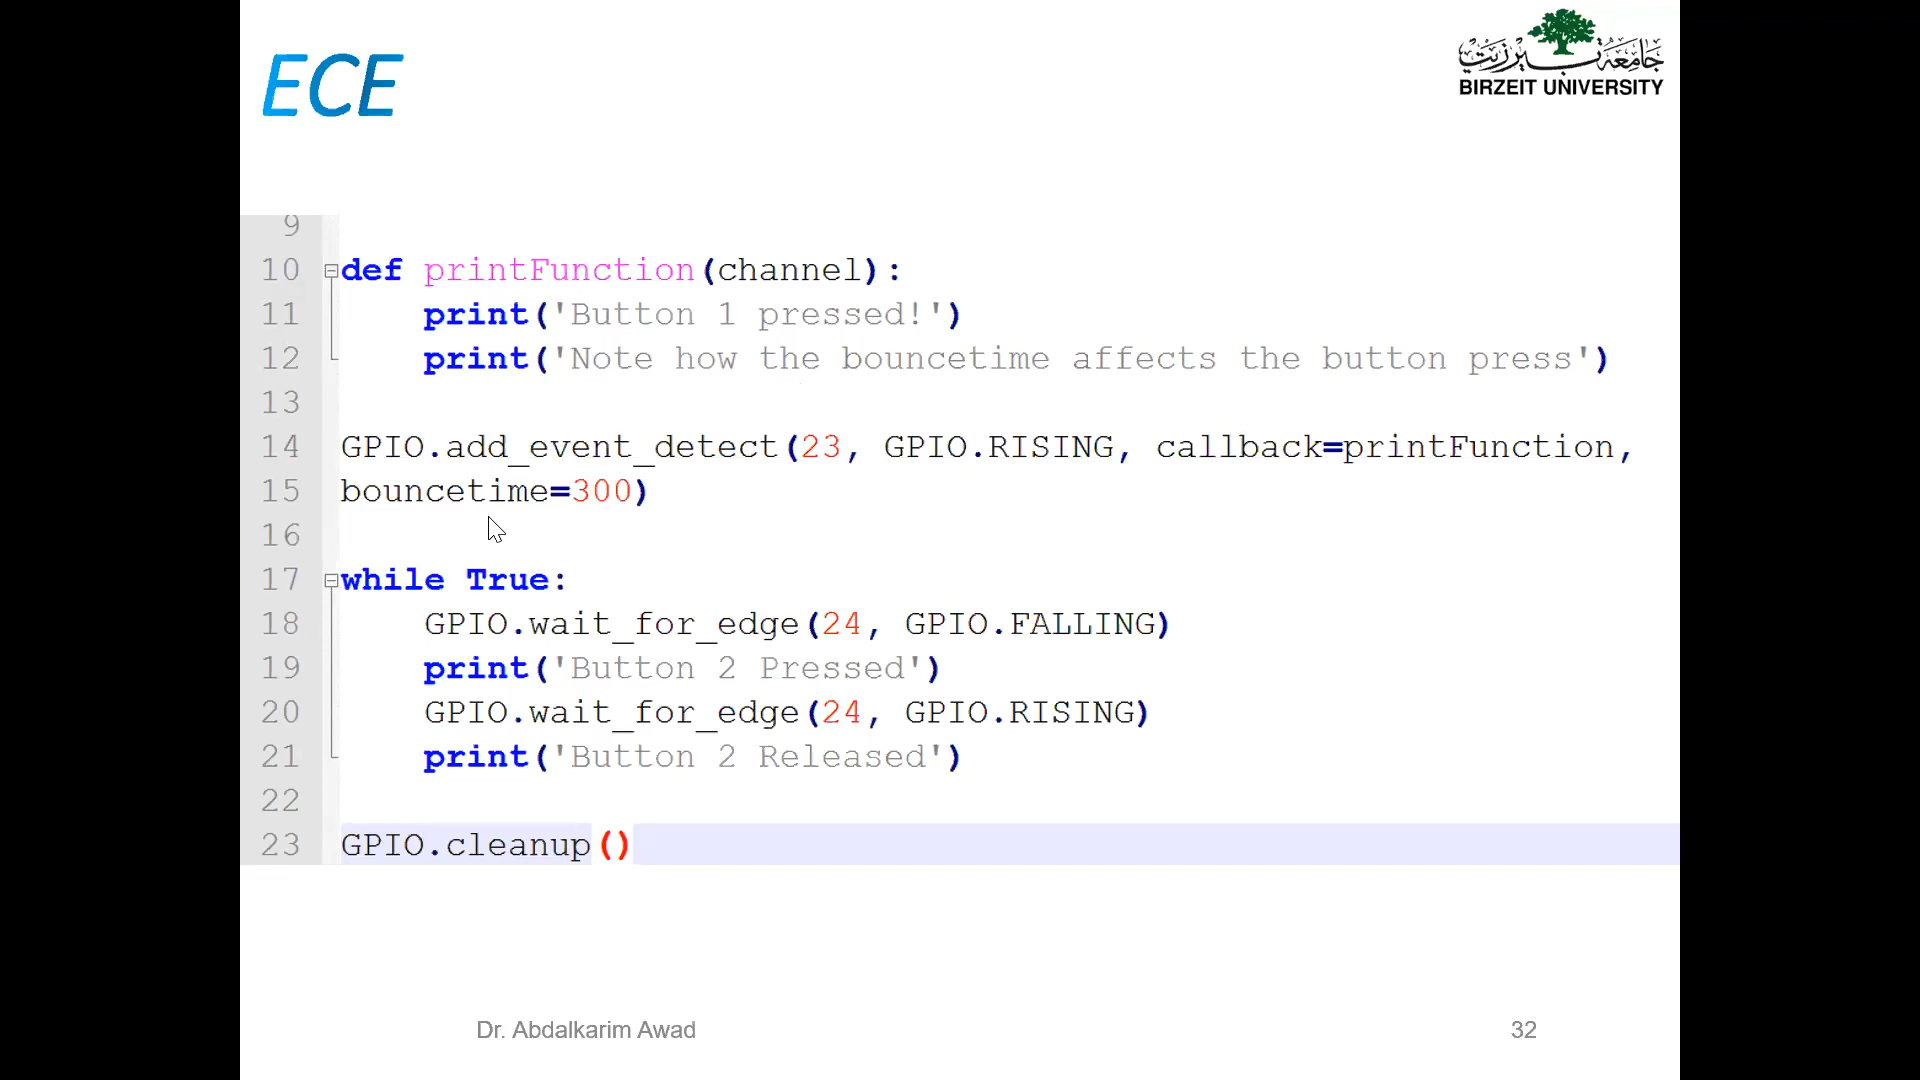 ECE
جامعة بيرزيت
BIRZEIT UNIVERSITY
9
10 def printFunction(channel):
11     print('Button 1 pressed!')
12     print('Note how the bouncetime affects the button press')
13
14 GPIO.add_event_detect(23, GPIO.RISING, callback=printFunction,
15 bouncetime=300)
16
17 while True:
18     GPIO.wait_for_edge(24, GPIO.FALLING)
19     print('Button 2 Pressed')
20     GPIO.wait_for_edge(24, GPIO.RISING)
21     print('Button 2 Released')
22
23 GPIO.cleanup()
Dr. Abdalkarim Awad
32